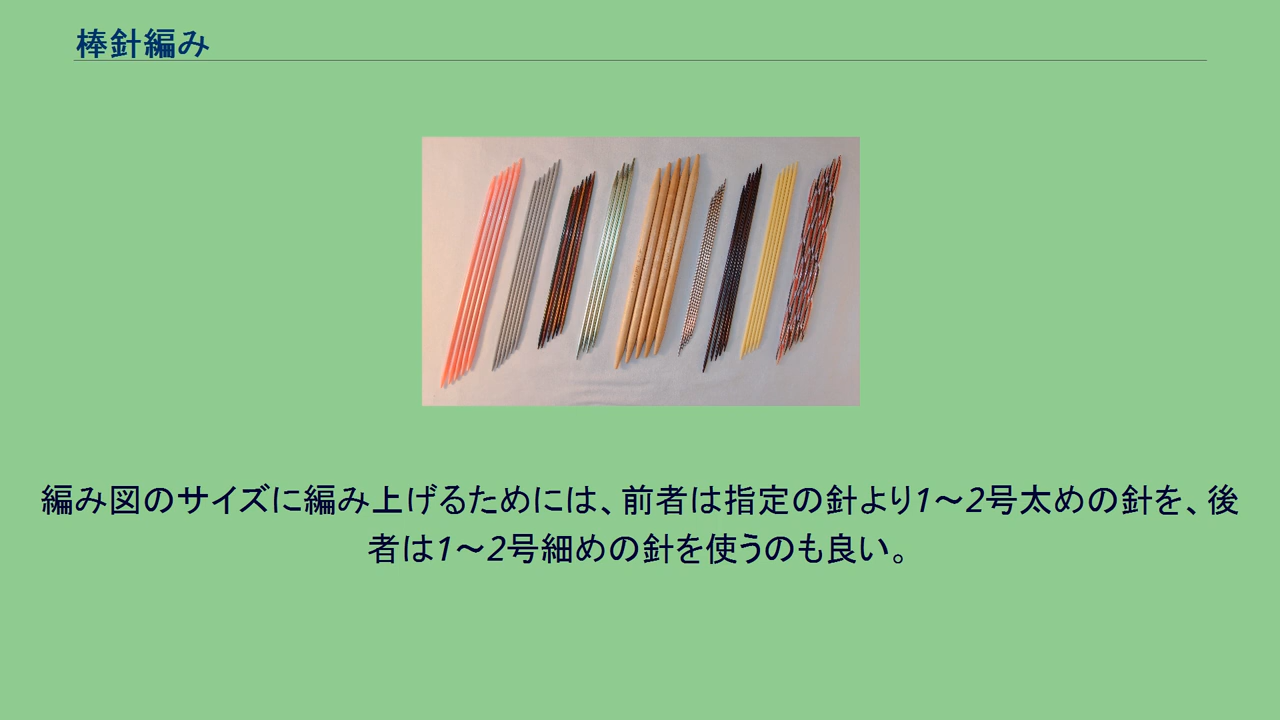 棒針編み
編み図のサイズに編み上げるためには、前者は指定の針より1〜2号太めの針を、後
者は1〜2号細めの針を使うのも良い。